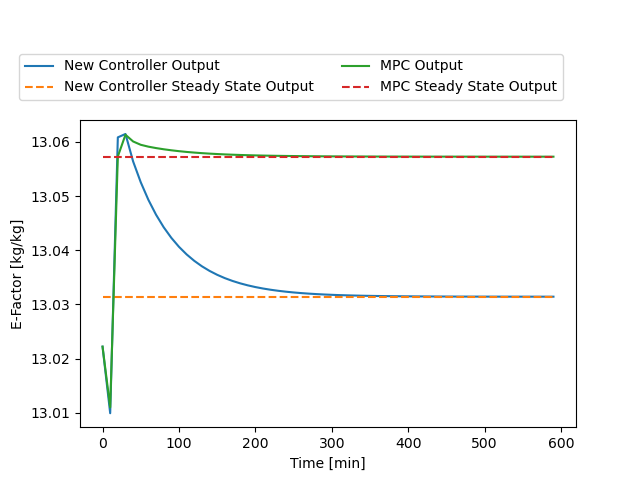 New Controller Output
New Controller Steady State Output
MPC Output
MPC Steady State Output
13.06
13.05
13.04
13.03
13.02
13.01
E-Factor [kg/kg]
0 100 200 300 400 500 600
Time [min]